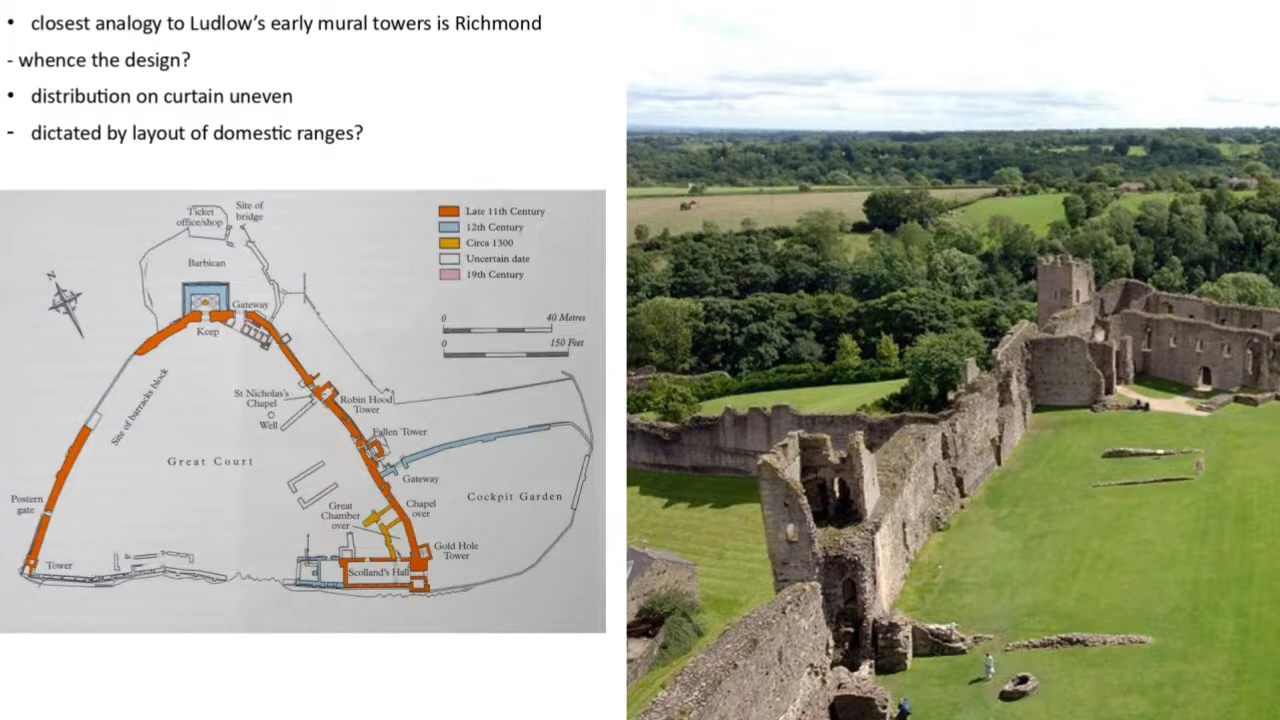 • closest analogy to Ludlow’s early mural towers is Richmond
- whence the design?
• distribution on curtain uneven
- dictated by layout of domestic ranges?
Ticket
office/shop
Site of
bridge
Late 11th Century
12th Century
Circa 1300
Uncertain date
19th Century
Barbican
N
Gateway
Keep
0 40 Metres
0 150 Feet
Site of barracks block
St Nicholas's
Chapel
Well
Robin Hood
Tower
Fallen Tower
Great Court
Gateway
Cockpit Garden
Postern
gate
Great
Chamber
over
Chapel
over
Gold Hole
Tower
Tower
Scolland's Hall